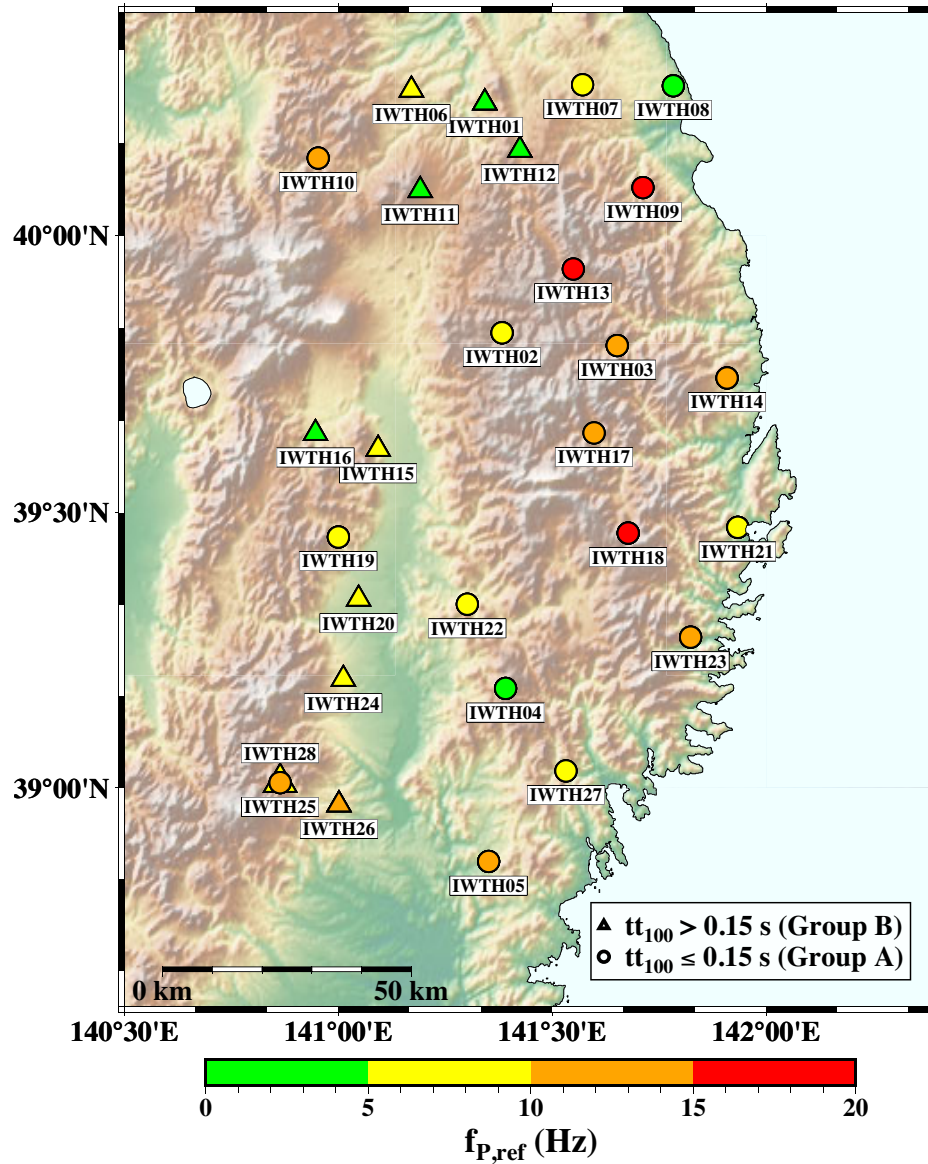 IWTH06
IWTH01
IWTH07
IWTH08
IWTH12
IWTH10
IWTH11
IWTH09
40°00'N
IWTH13
IWTH02
IWTH03
IWTH14
IWTH16
IWTH15
IWTH17
39°30'N
IWTH19
IWTH18
IWTH21
IWTH20
IWTH22
IWTH23
IWTH24
IWTH04
IWTH28
39°00'N
IWTH25
IWTH27
IWTH26
IWTH05
tt100 > 0.15 s (Group B)
tt100 ≤ 0.15 s (Group A)
0 km 50 km
140°30'E 141°00'E 141°30'E 142°00'E
0 5 10 15 20
fP,ref (Hz)